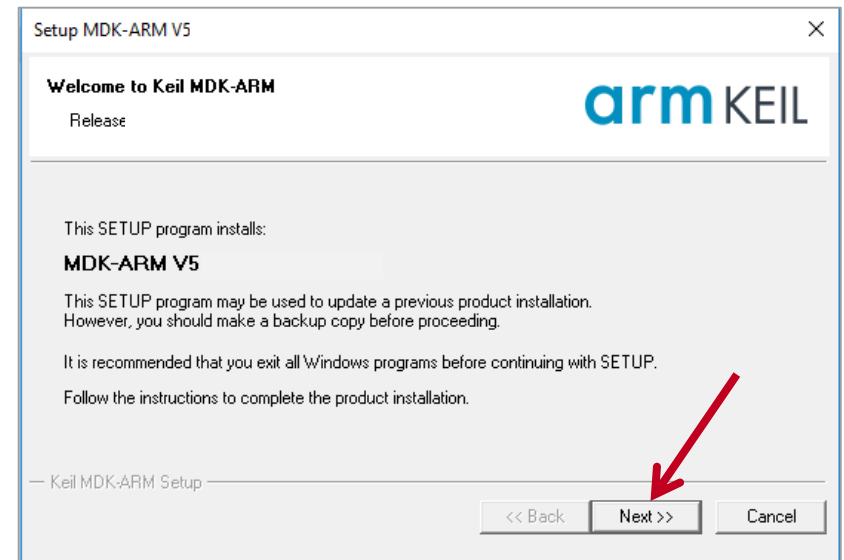 Setup MDK-ARM V5
Welcome to Keil MDK-ARM
Release
arm KEIL
This SETUP program installs:
MDK-ARM V5
This SETUP program may be used to update a previous product installation.
However, you should make a backup copy before proceeding.
It is recommended that you exit all Windows programs before continuing with SETUP.
Follow the instructions to complete the product installation.
Keil MDK-ARM Setup
<< Back Next >> Cancel